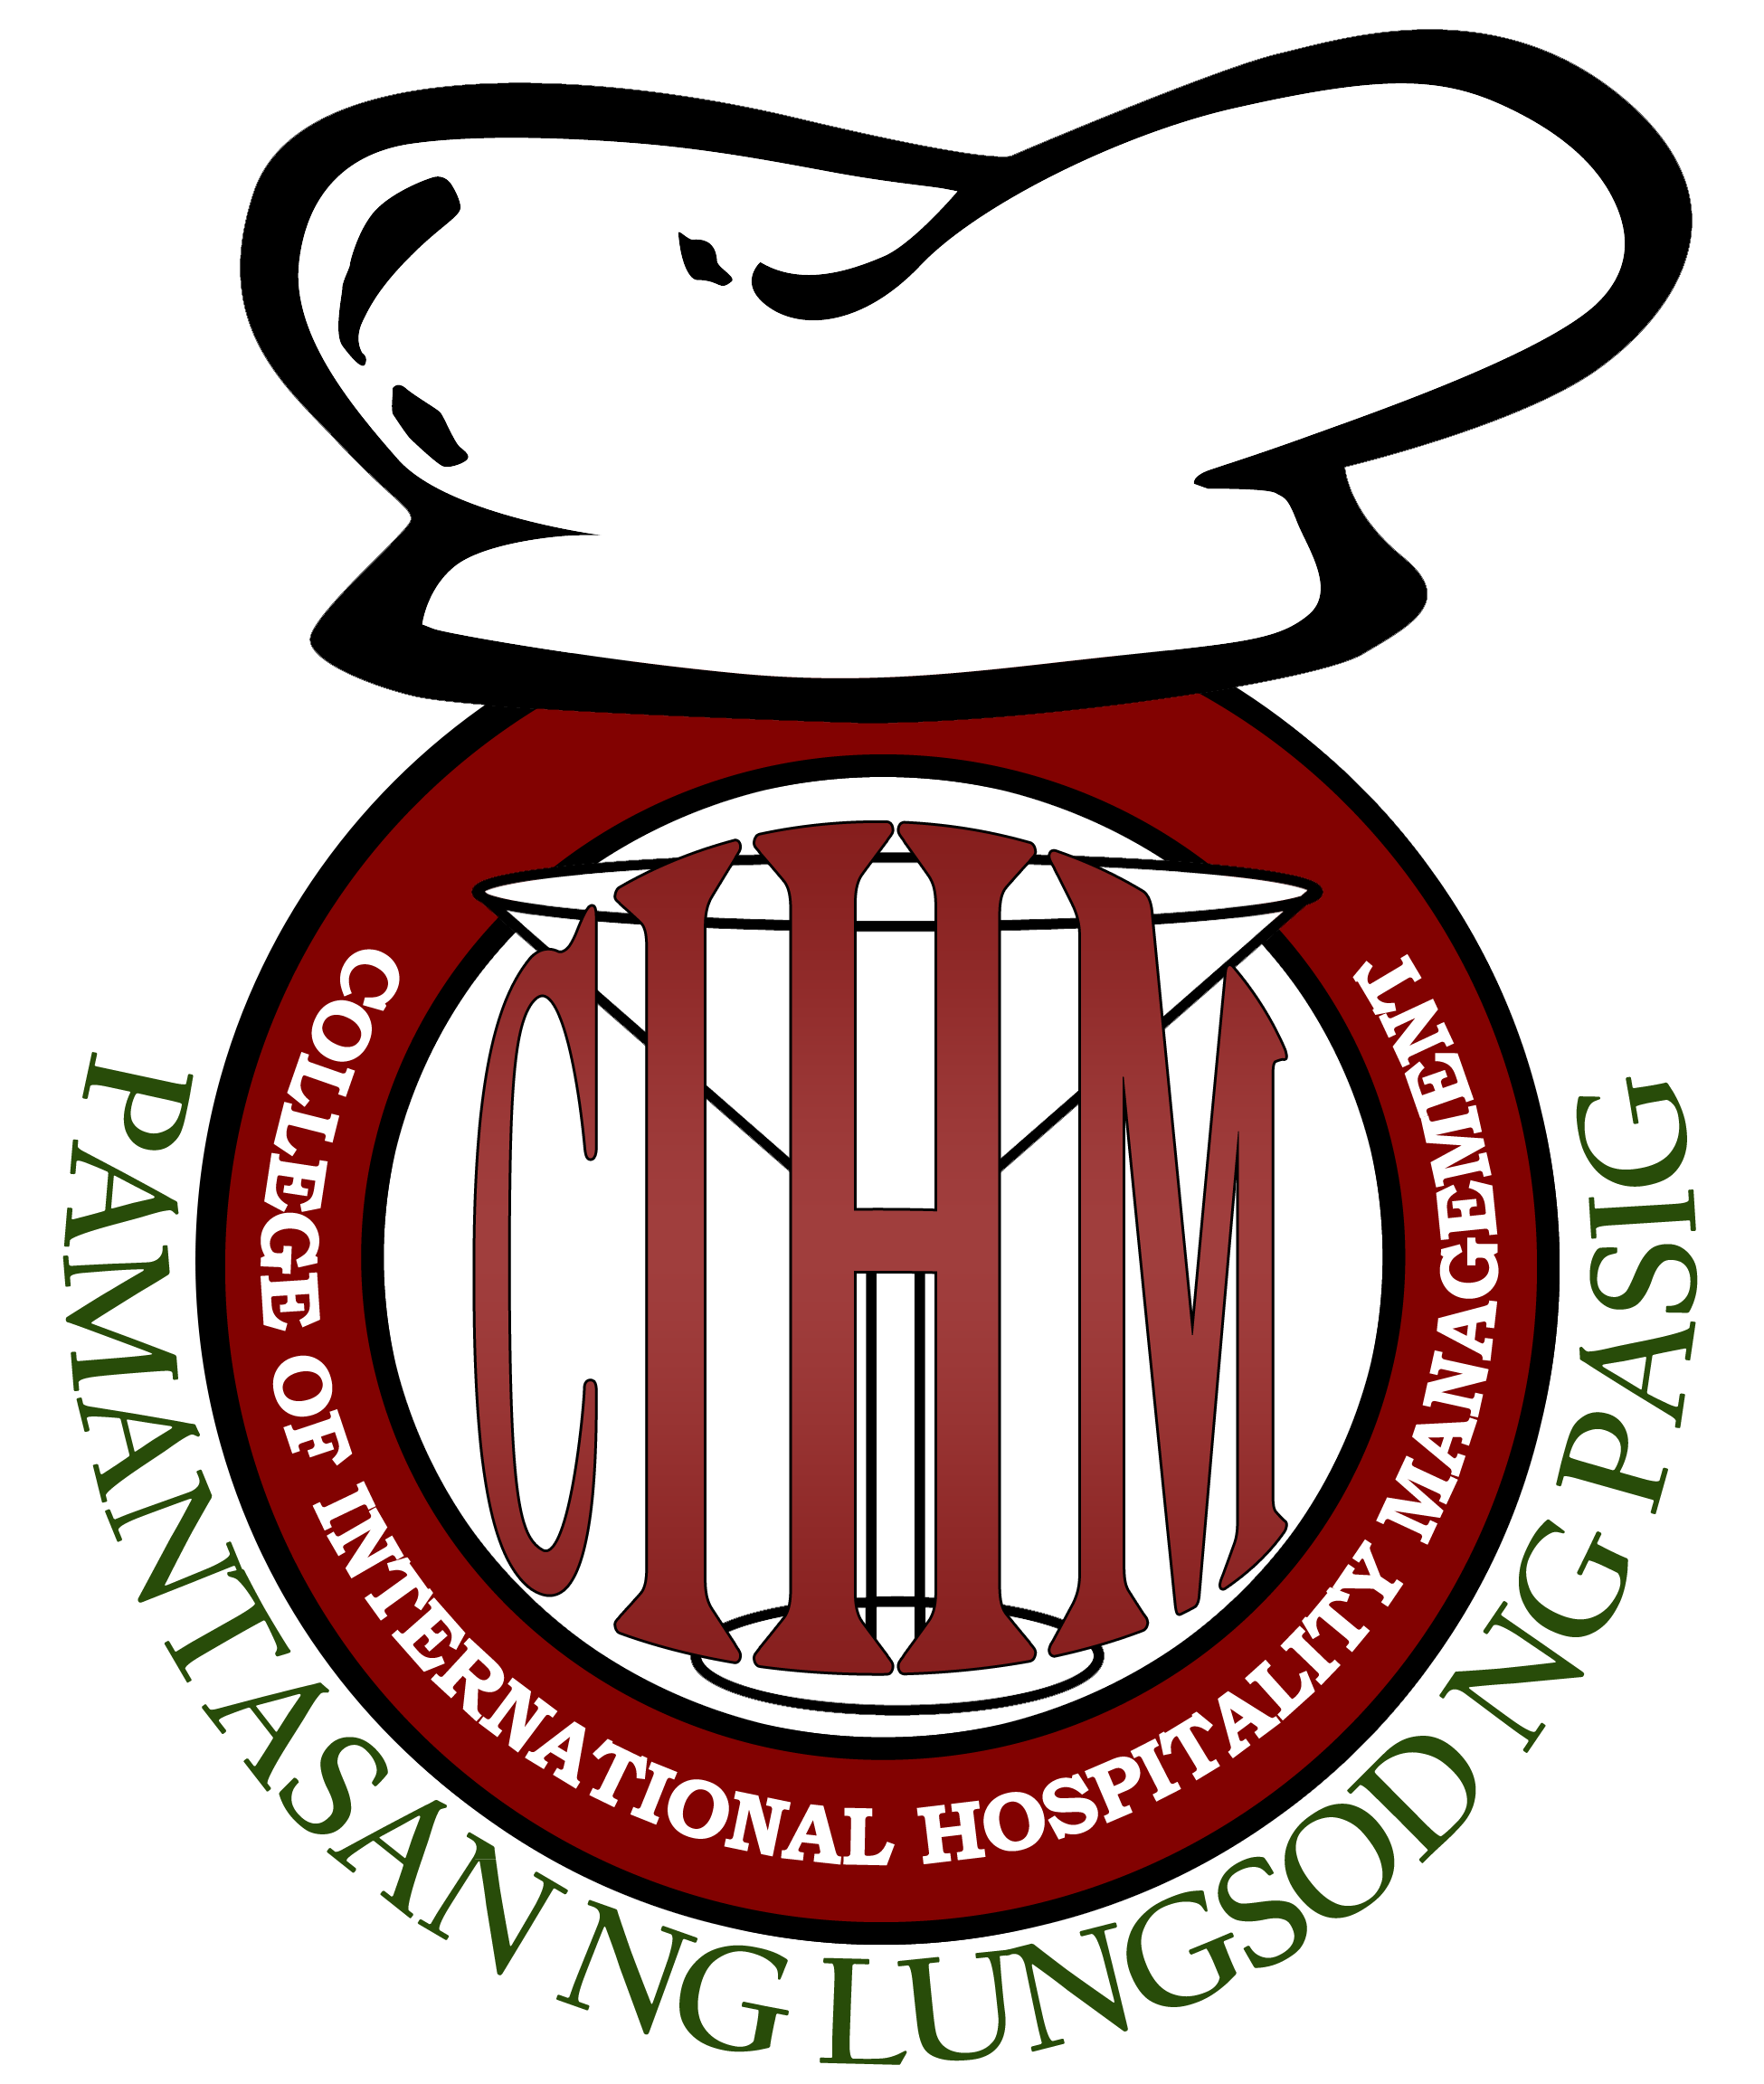 CIHM
COLLEGE OF INTERNATIONAL HOSPITALITY MANAGEMENT
PAMANTASAN NG LUNGSOD NG PASIG